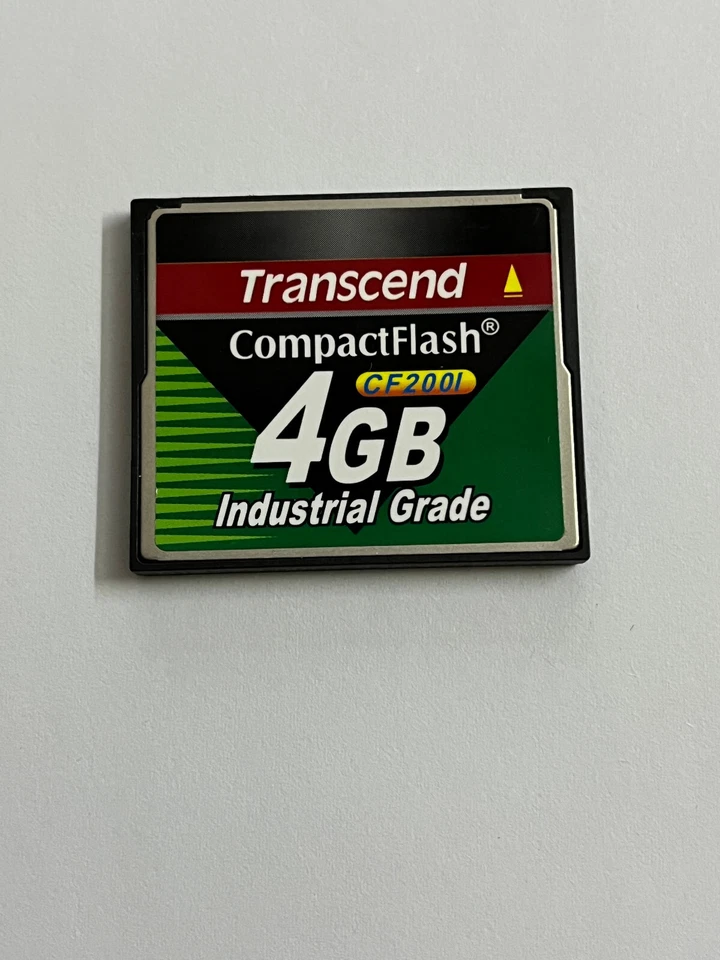 Transcend
CompactFlash®
CF200I
4GB
Industrial Grade